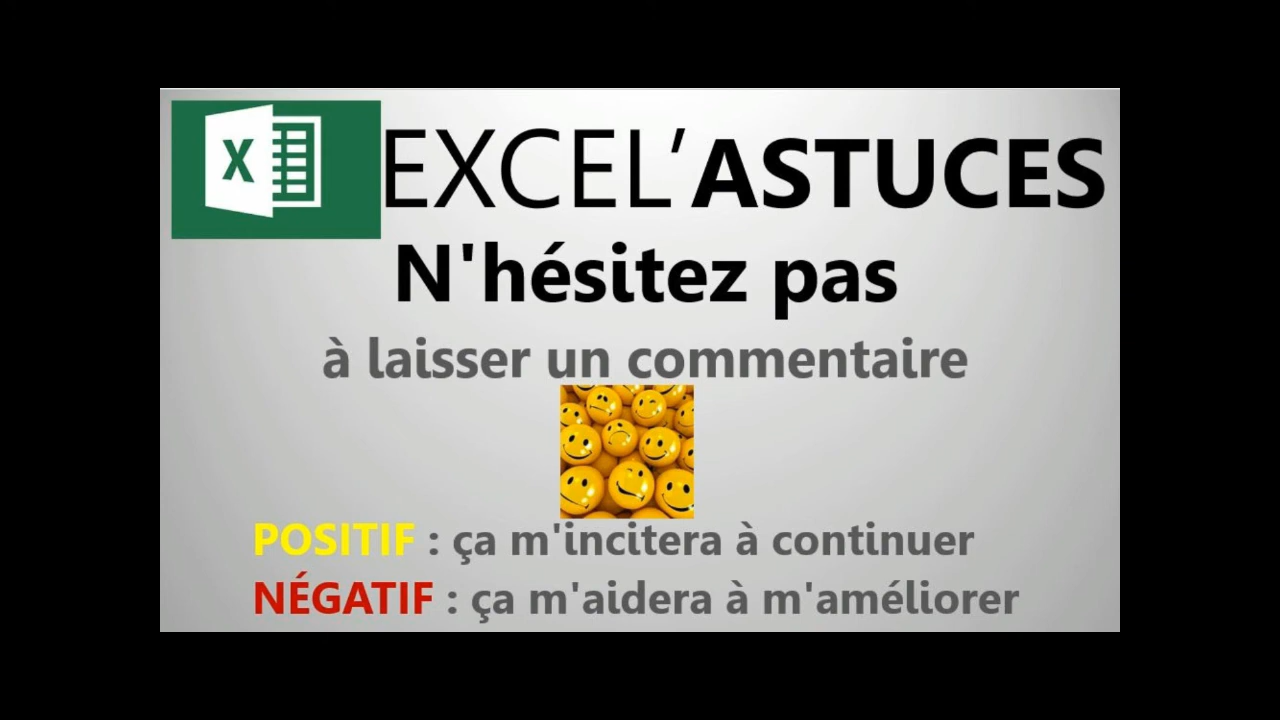 X EXCEL’ASTUCES
N'hésitez pas
à laisser un commentaire
POSITIF : ça m'incitera à continuer
NÉGATIF : ça m'aidera à m'améliorer